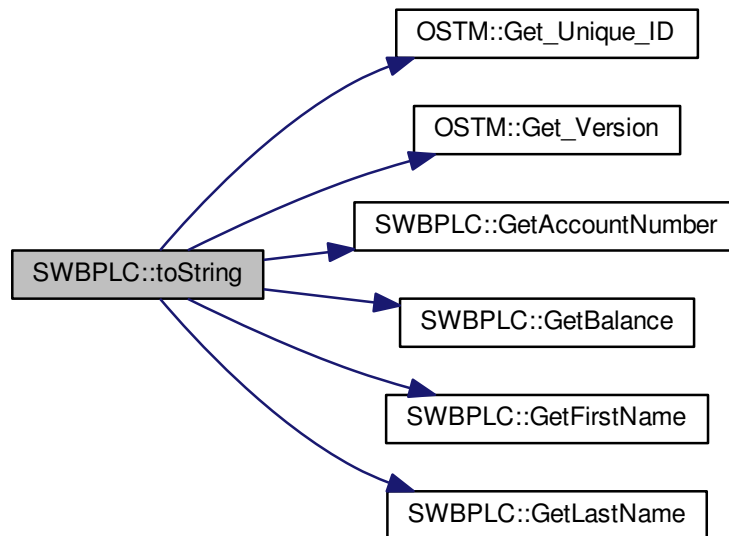 OSTM::Get_Unique_ID
OSTM::Get_Version
SWBPLC::GetAccountNumber
SWBPLC::toString
SWBPLC::GetBalance
SWBPLC::GetFirstName
SWBPLC::GetLastName